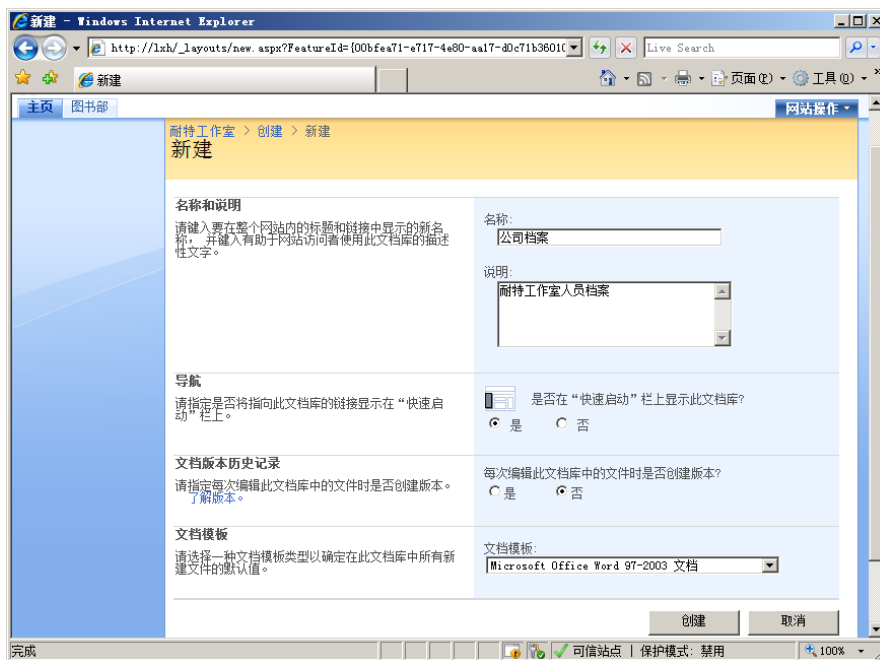 新建 - Windows Internet Explorer
http://lxh/_layouts/new.aspx?FeatureId={00bfea71-e717-4e80-aa17-d0c71b36010
Live Search
新建
页面(P)
工具(O)
»
主页
图书部
网站操作
耐特工作室 > 创建 > 新建
新建
名称和说明
请键入要在整个网站内的标题和链接中显示的新名
称，并键入有助于网站访问者使用此文档库的描述
性文字。
名称:
公司档案
说明:
耐特工作室人员档案
导航
请指定是否将指向此文档库的链接显示在“快速启
动”栏上。
是否在“快速启动”栏上显示此文档库?
是
否
文档版本历史记录
请指定每次编辑此文档库中的文件时是否创建版本。
了解版本。
每次编辑此文档库中的文件时是否创建版本?
是
否
文档模板
请选择一种文档模板类型以确定在此文档库中所有新
建文件的默认值。
文档模板:
Microsoft Office Word 97-2003 文档
创建
取消
完成
可信站点 | 保护模式: 禁用
100%